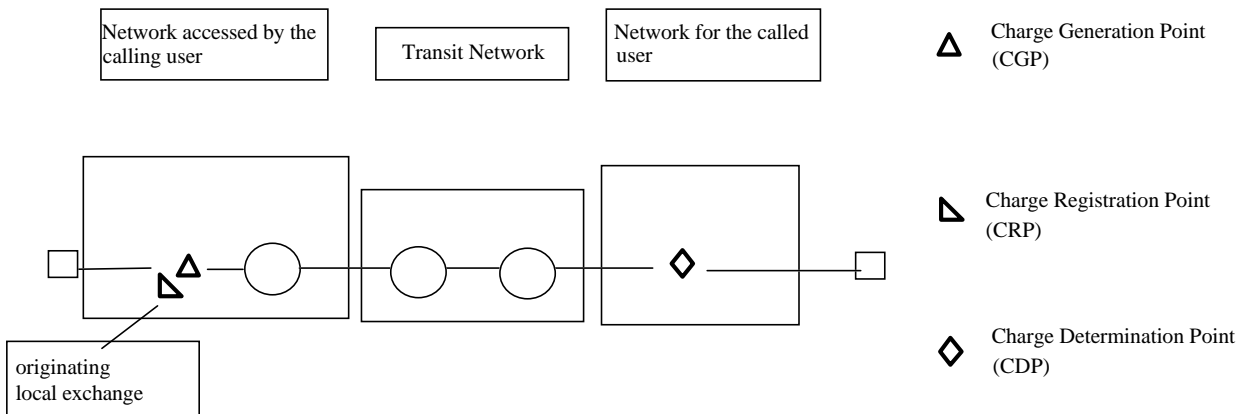 Network accessed by the
calling user
Transit Network
Network for the called
user
Charge Generation Point
(CGP)
Charge Registration Point
(CRP)
originating
local exchange
Charge Determination Point
(CDP)